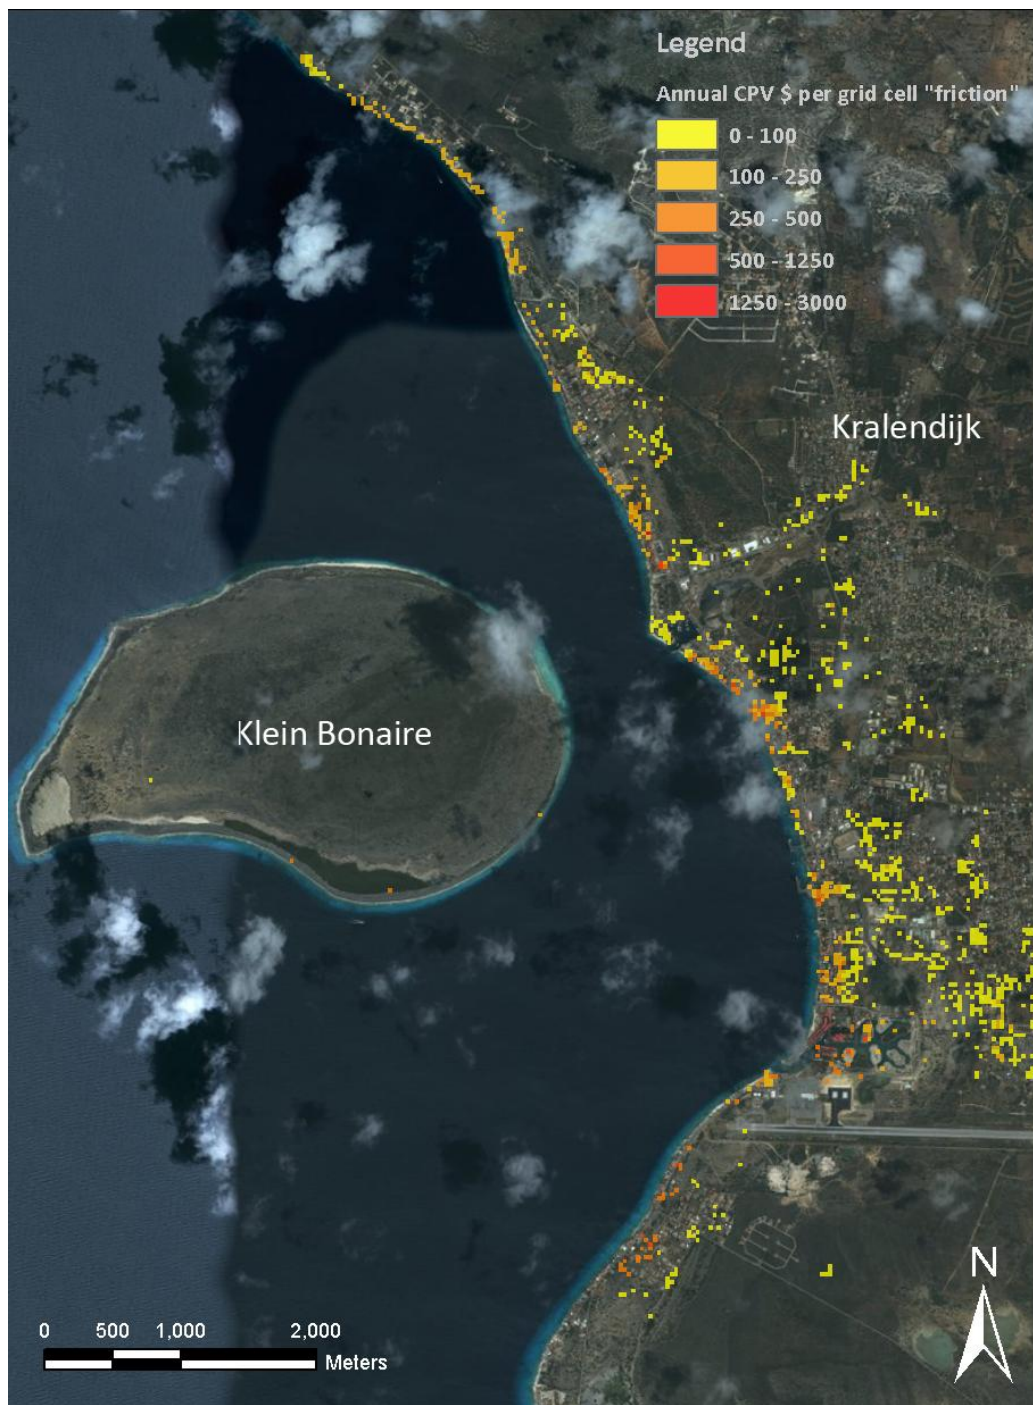 Legend
Annual CPV $ per grid cell "friction"
0 - 100
100 - 250
250 - 500
500 - 1250
1250 - 3000
Kralendijk
Klein Bonaire
N
0 500 1,000 2,000
Meters